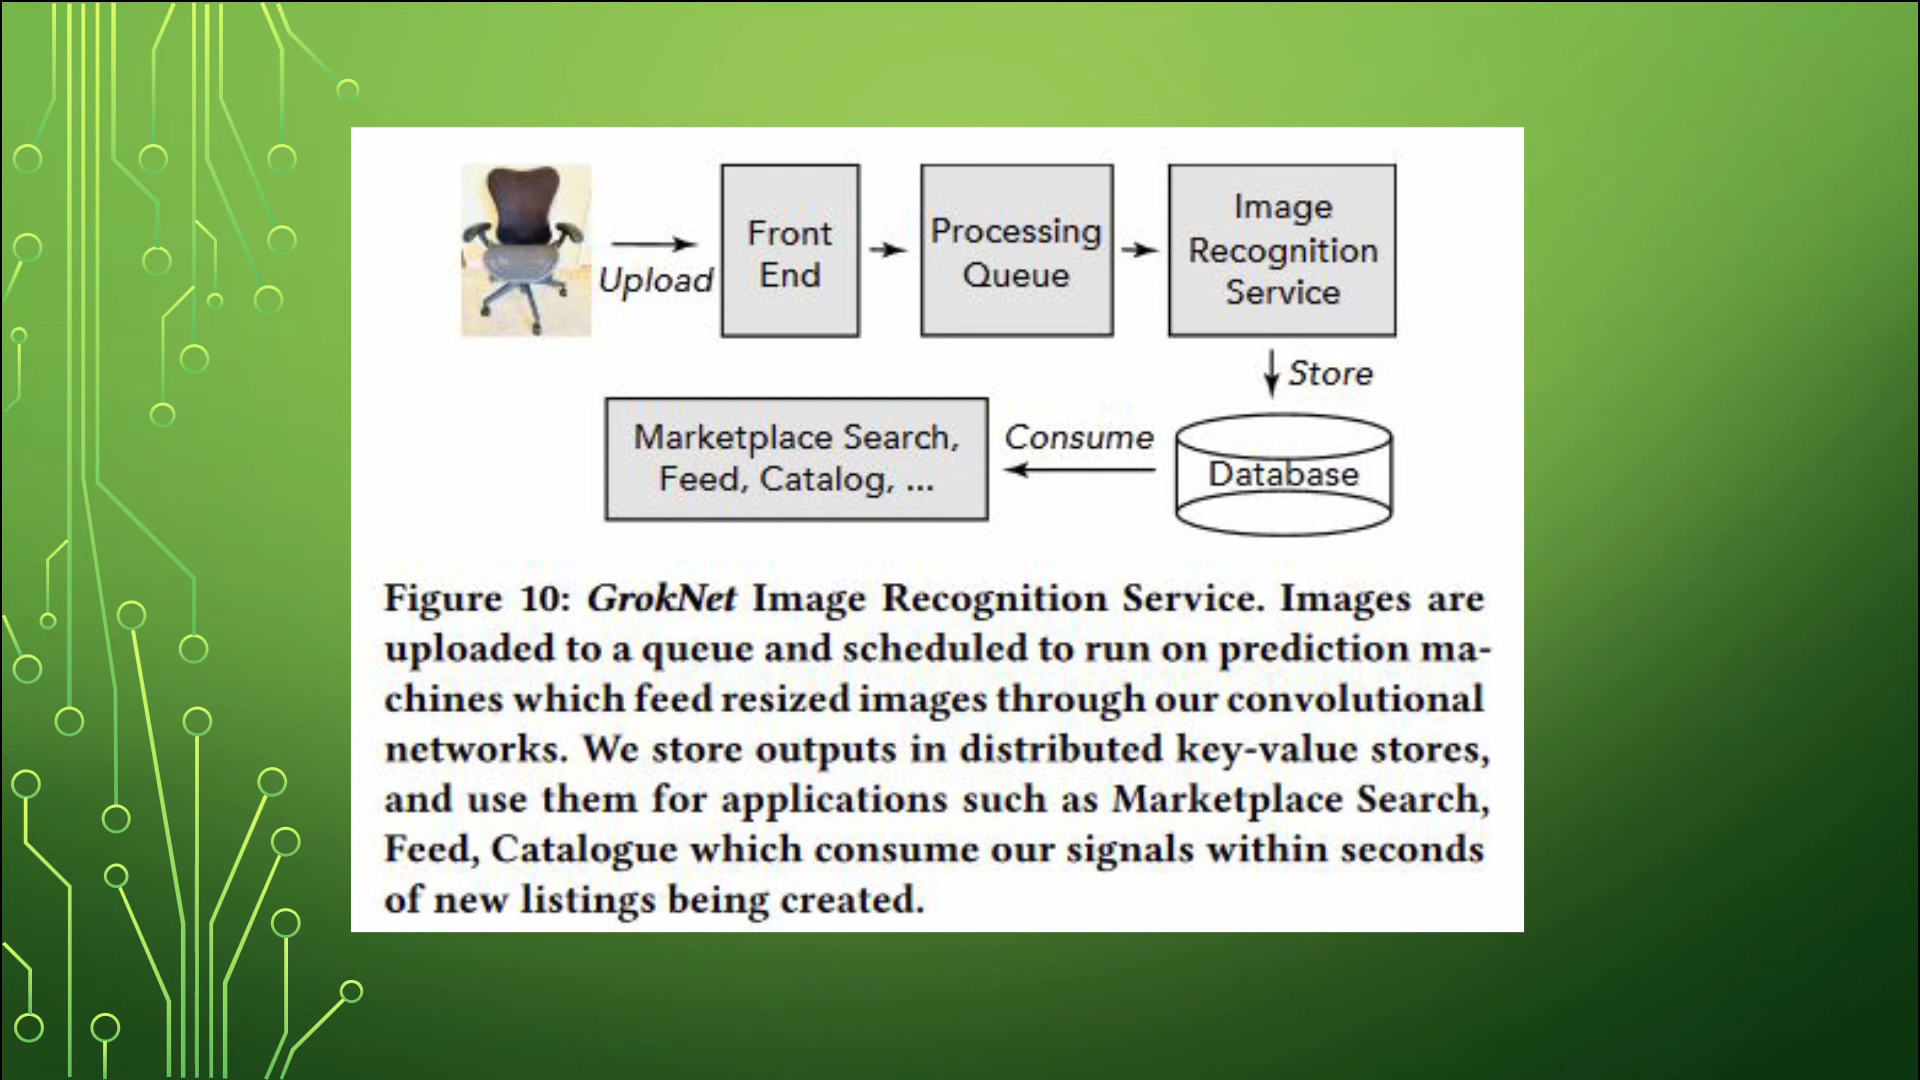 Upload
Front
End
Processing
Queue
Image
Recognition
Service
Store
Marketplace Search,
Feed, Catalog, ...
Consume
Database
Figure 10: GrokNet Image Recognition Service. Images are
uploaded to a queue and scheduled to run on prediction ma-
chines which feed resized images through our convolutional
networks. We store outputs in distributed key-value stores,
and use them for applications such as Marketplace Search,
Feed, Catalogue which consume our signals within seconds
of new listings being created.